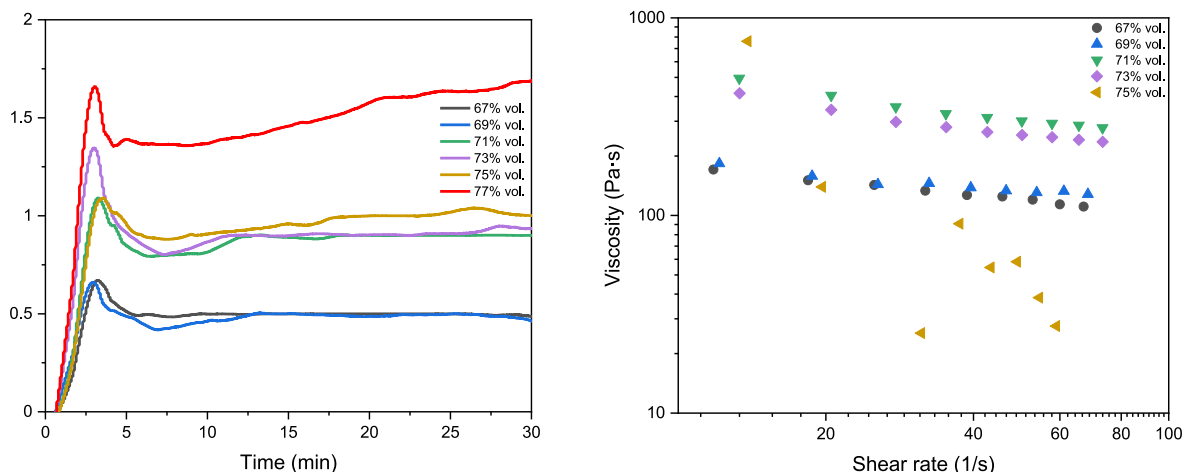 2
1.5
1
0.5
0
0
5
10
15
20
25
30
Time (min)
67% vol.
69% vol.
71% vol.
73% vol.
75% vol.
77% vol.
1000
100
10
Viscosity (Pa·s)
20
40
60
80
100
Shear rate (1/s)
67% vol.
69% vol.
71% vol.
73% vol.
75% vol.